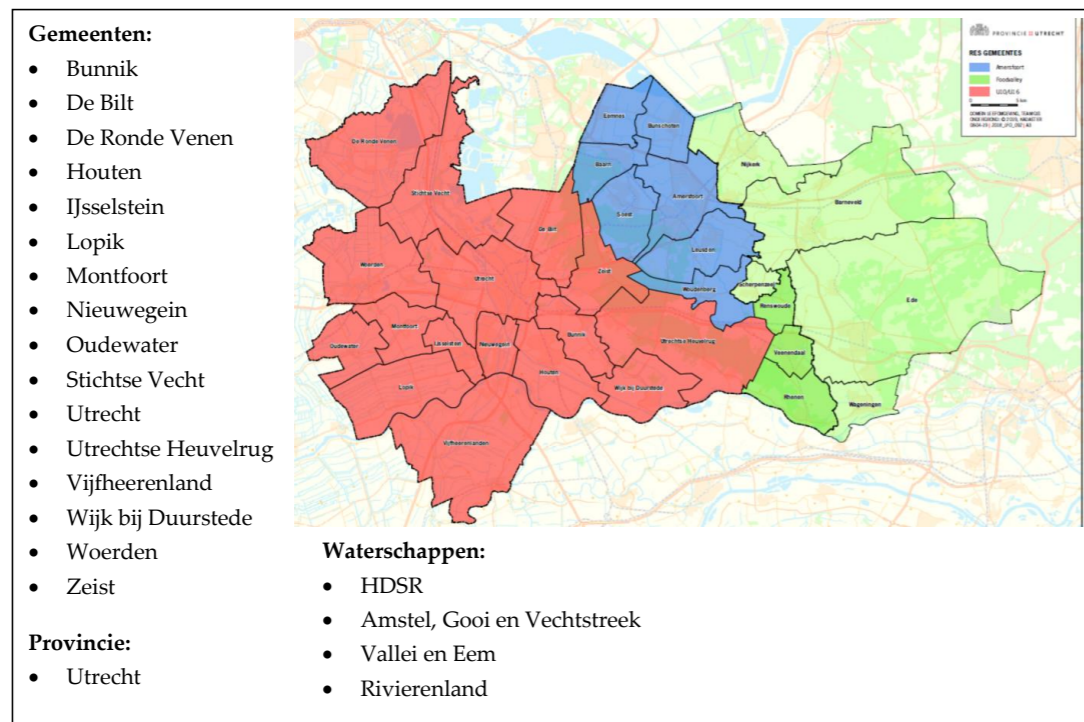 Gemeenten:
• Bunnik
• De Bilt
• De Ronde Venen
• Houten
• IJsselstein
• Lopik
• Montfoort
• Nieuwegein
• Oudewater
• Stichtse Vecht
• Utrecht
• Utrechtse Heuvelrug
• Vijfheerenland
• Wijk bij Duurstede
• Woerden
• Zeist
Provincie:
• Utrecht
PROVINCIE UTRECHT
RES GEMEENTES
Amersfoort
Foodvalley
De Ronde Venen
Stichtse Vecht
Woerden
Utrecht
De Bilt
Zeist
Montfoort
Oudewater
IJsselstein
Nieuwegein
Bunnik
Houten
Lopik
Wijk bij Duurstede
Utrechtse Heuvelrug
Vijfheerenlanden
Eemnes
Bunschoten
Baarn
Soest
Amersfoort
Leusden
Woudenberg
Nijkerk
Barneveld
Scherpenzeel
Renswoude
Ede
Veenendaal
Rhenen
Wageningen
Waterschappen:
• HDSR
• Amstel, Gooi en Vechtstreek
• Vallei en Eem
• Rivierenland